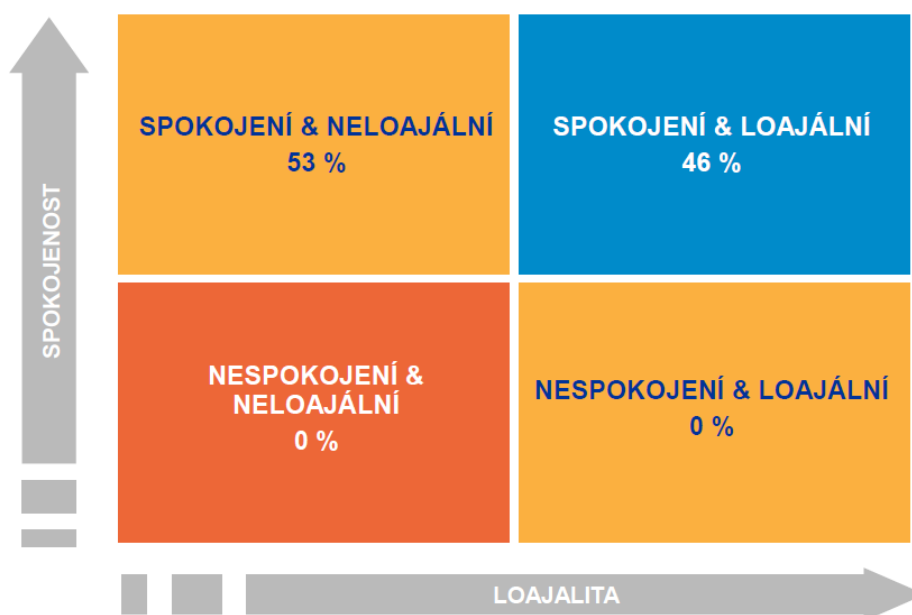 SPOKOJENOST
SPOKOJENÍ & NELOAJÁLNÍ
53 %
SPOKOJENÍ & LOAJÁLNÍ
46 %
NESPOKOJENÍ &
NELOAJÁLNÍ
0 %
NESPOKOJENÍ & LOAJÁLNÍ
0 %
LOAJALITA